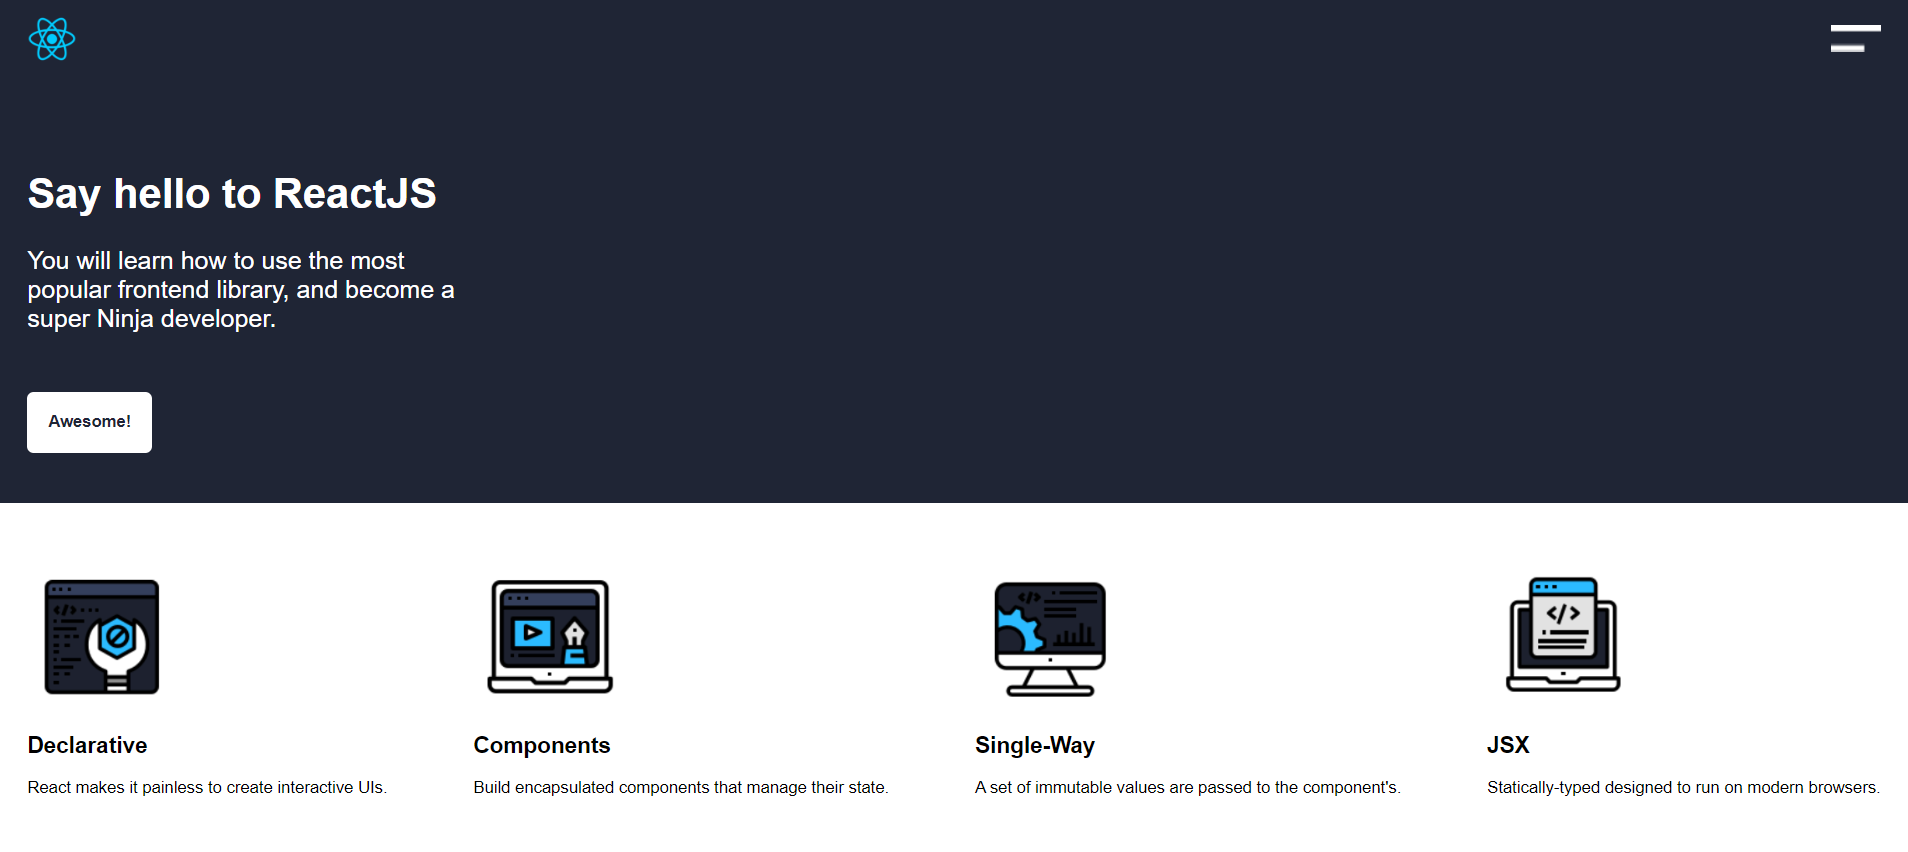 Say hello to ReactJS
You will learn how to use the most
popular frontend library, and become a
super Ninja developer.
Awesome!
</>
</>
</>
Declarative
Components
Single-Way
JSX
React makes it painless to create interactive UIs.
Build encapsulated components that manage their state.
A set of immutable values are passed to the component's.
Statically-typed designed to run on modern browsers.